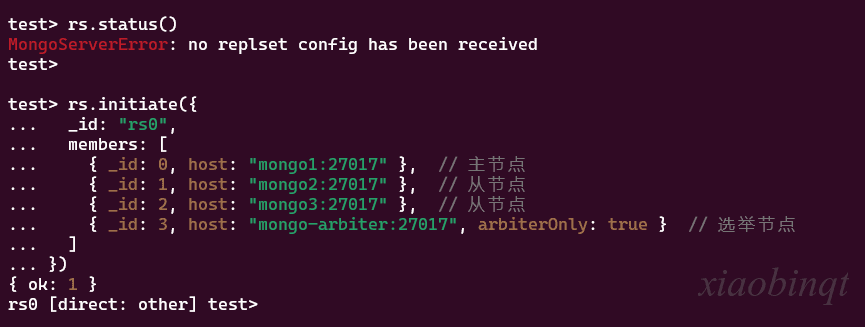 test> rs.status()
MongoServerError: no replset config has been received
test>
test> rs.initiate({
...   _id: "rs0",
...   members: [
...     { _id: 0, host: "mongo1:27017" },  // 主节点
...     { _id: 1, host: "mongo2:27017" },  // 从节点
...     { _id: 2, host: "mongo3:27017" },  // 从节点
...     { _id: 3, host: "mongo-arbiter:27017", arbiterOnly: true }  // 选举节点
...   ]
... })
{ ok: 1 }
rs0 [direct: other] test>
xiaobinqt